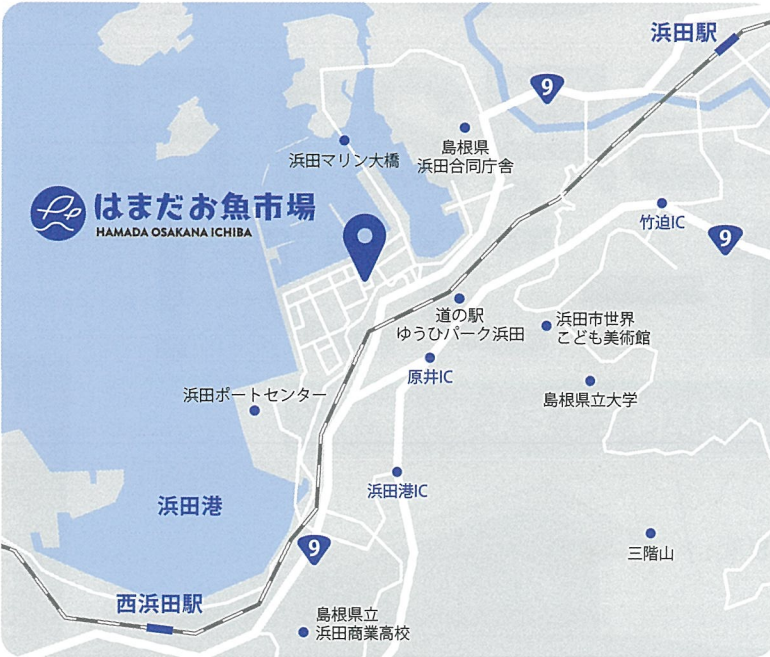 浜田駅
9
浜田マリン大橋
島根県
浜田合同庁舎
はまだお魚市場
HAMADA OSAKANA ICHIBA
竹迫IC
9
道の駅
ゆうひパーク浜田
浜田市世界
こども美術館
原井IC
浜田ポートセンター
島根県立大学
浜田港IC
浜田港
9
三階山
西浜田駅
島根県立
浜田商業高校